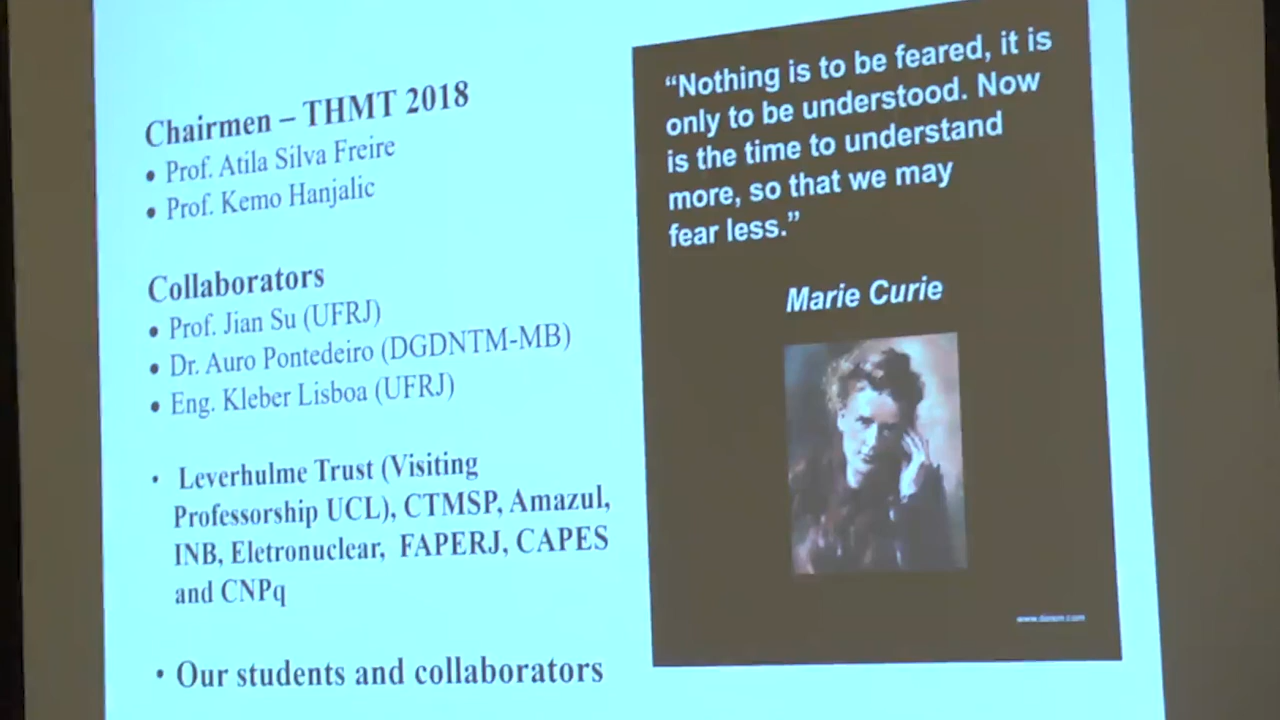 Chairmen – THMT 2018
• Prof. Atila Silva Freire
• Prof. Kemo Hanjalic
Collaborators
• Prof. Jian Su (UFRJ)
• Dr. Auro Pontedeiro (DGDNTM-MB)
• Eng. Kleber Lisboa (UFRJ)
• Leverhulme Trust (Visiting
Professorship UCL), CTMSP, Amazul,
INB, Eletronuclear, FAPERJ, CAPES
and CNPq
• Our students and collaborators
“Nothing is to be feared, it is
only to be understood. Now
is the time to understand
more, so that we may
fear less.”
Marie Curie